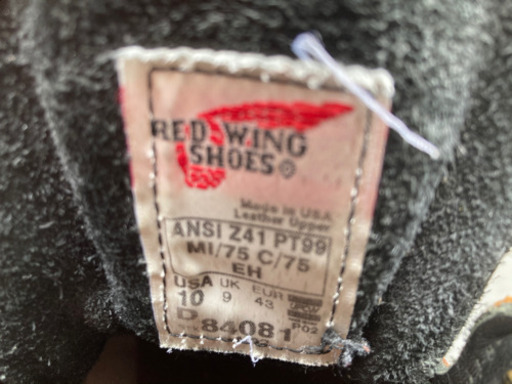 RED WING
SHOES®
Made in USA
Leather Upper
ANSI Z41 PT99
MI/75 C/75
EH
USA UK EUR
10 9 43
D 84081
P02